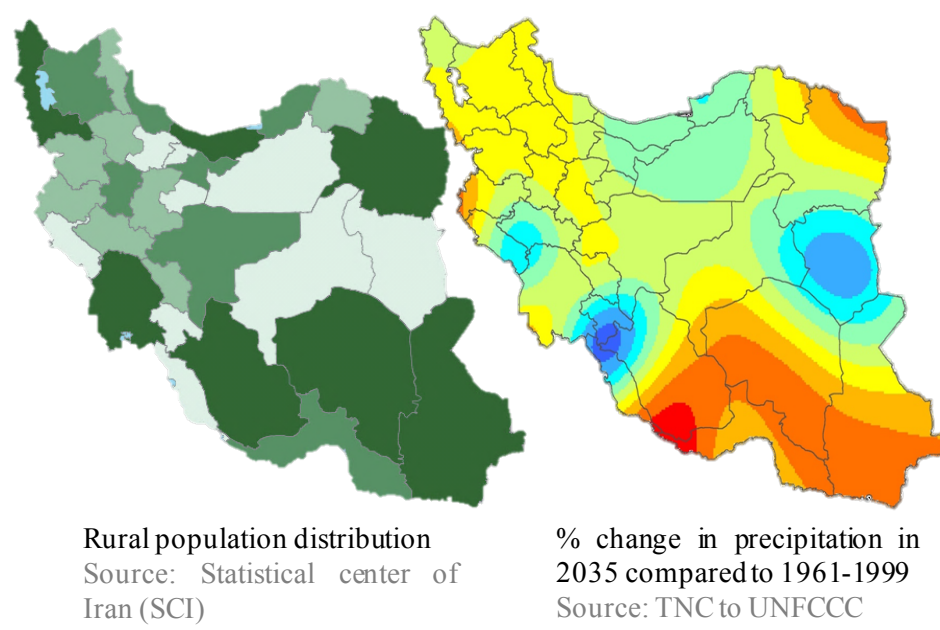 Rural population distribution
Source: Statistical center of
Iran (SCI)
% change in precipitation in
2035 compared to 1961-1999
Source: TNC to UNFCCC